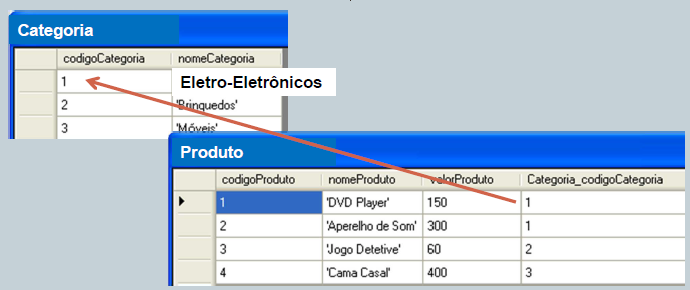 Categoria
codigoCategoria nomeCategoria
1 Eletro-Eletrônicos
2 'Brinquedos'
3 'Móveis'
Produto
codigoProduto nomeProduto valorProduto Categoria_codigoCategoria
1 'DVD Player' 150 1
2 'Aperelho de Som' 300 1
3 'Jogo Detetive' 60 2
4 'Cama Casal' 400 3